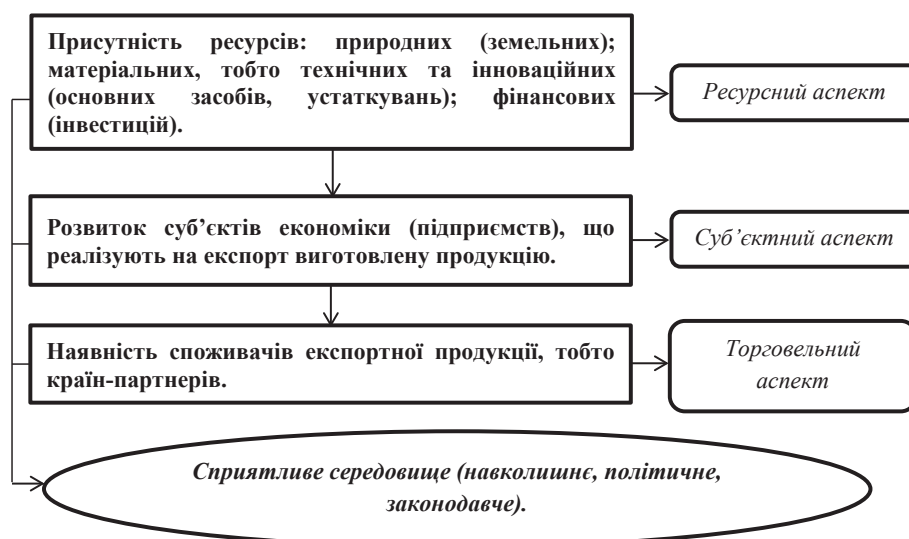 Присутність ресурсів: природних (земельних);
матеріальних, тобто технічних та інноваційних
(основних засобів, устаткувань); фінансових
(інвестицій).
Ресурсний аспект
Розвиток суб’єктів економіки (підприємств), що
реалізують на експорт виготовлену продукцію.
Суб’єктний аспект
Наявність споживачів експортної продукції, тобто
країн-партнерів.
Торговельний
аспект
Сприятливе середовище (навколишнє, політичне,
законодавче).